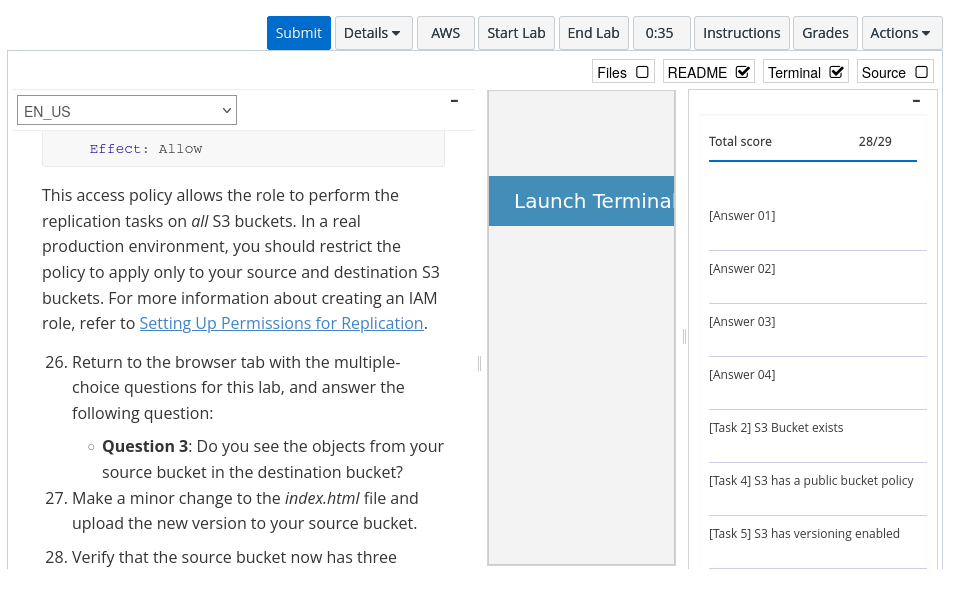 Submit
Details
AWS
Start Lab
End Lab
0:35
Instructions
Grades
Actions
Files
README
Terminal
Source
EN_US
Effect: Allow
This access policy allows the role to perform the
replication tasks on all S3 buckets. In a real
production environment, you should restrict the
policy to apply only to your source and destination S3
buckets. For more information about creating an IAM
role, refer to Setting Up Permissions for Replication.
26. Return to the browser tab with the multiple-
choice questions for this lab, and answer the
following question:
Question 3: Do you see the objects from your
source bucket in the destination bucket?
27. Make a minor change to the index.html file and
upload the new version to your source bucket.
28. Verify that the source bucket now has three
Launch Terminal
Total score 28/29
[Answer 01]
[Answer 02]
[Answer 03]
[Answer 04]
[Task 2] S3 Bucket exists
[Task 4] S3 has a public bucket policy
[Task 5] S3 has versioning enabled